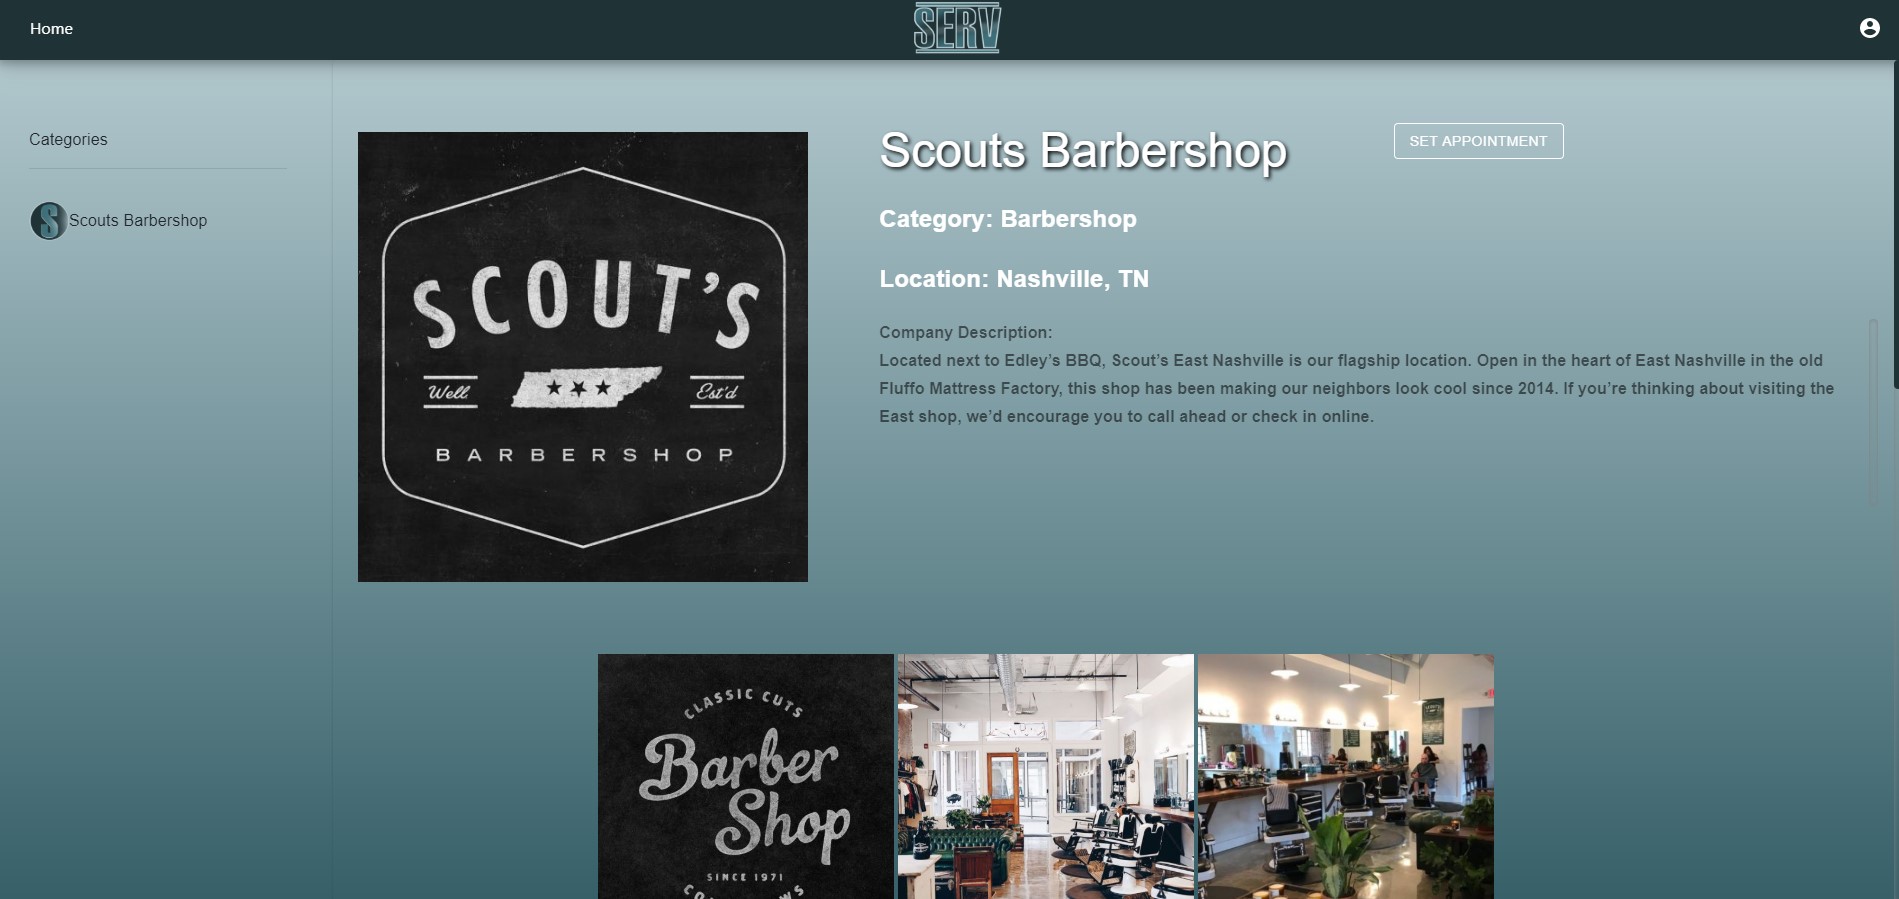 Home
SERV
Categories
S
Scouts Barbershop
SCOUT'S
Well
Est'd
BARBERSHOP
Scouts Barbershop
SET APPOINTMENT
Category: Barbershop
Location: Nashville, TN
Company Description:
Located next to Edley’s BBQ, Scout’s East Nashville is our flagship location. Open in the heart of East Nashville in the old
Fluffo Mattress Factory, this shop has been making our neighbors look cool since 2014. If you’re thinking about visiting the
East shop, we’d encourage you to call ahead or check in online.
CLASSIC CUTS
Barber
Shop
SINCE 1971